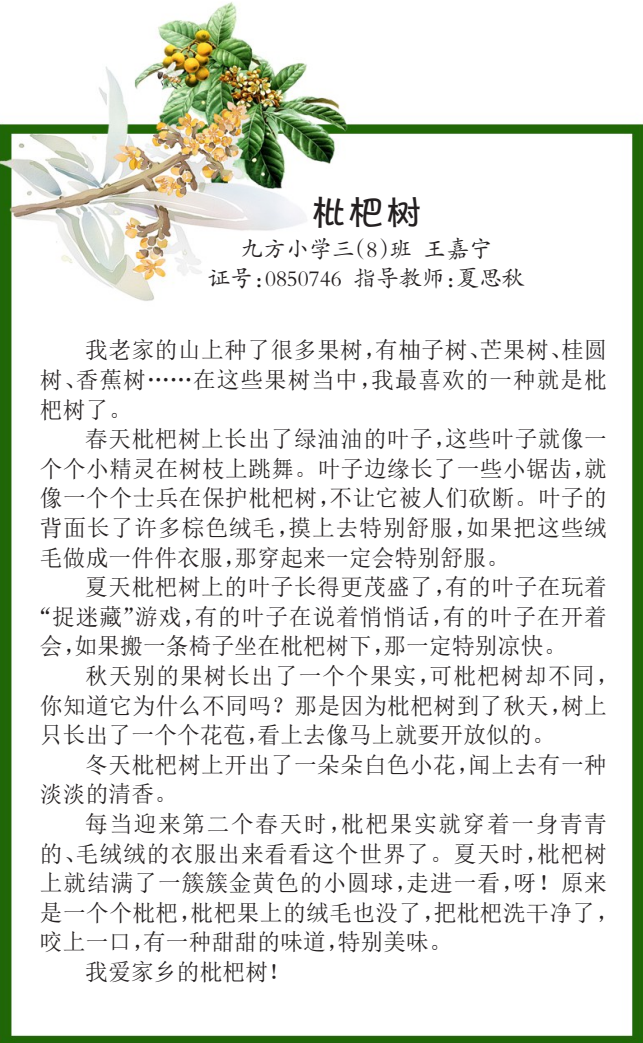 枇杷树
九方小学三(8)班 王嘉宁
证号:0850746 指导教师:夏思秋
我老家的山上种了很多果树,有柚子树、芒果树、桂圆
树、香蕉树……在这些果树当中,我最喜欢的一种就是枇
杷树了。
春天枇杷树上长出了绿油油的叶子,这些叶子就像一
个个小精灵在树枝上跳舞。叶子边缘长了一些小锯齿,就
像一个个士兵在保护枇杷树,不让它被人们砍断。叶子的
背面长了许多棕色绒毛,摸上去特别舒服,如果把这些绒
毛做成一件件衣服,那穿起来一定会特别舒服。
夏天枇杷树上的叶子长得更茂盛了,有的叶子在玩着
“捉迷藏”游戏,有的叶子在说着悄悄话,有的叶子在开着
会,如果搬一条椅子坐在枇杷树下,那一定特别凉快。
秋天别的果树长出了一个个果实,可枇杷树却不同,
你知道它为什么不同吗?那是因为枇杷树到了秋天,树上
只长出了一个个花苞,看上去像马上就要开放似的。
冬天枇杷树上开出了一朵朵白色小花,闻上去有一种
淡淡的清香。
每当迎来第二个春天时,枇杷果实就穿着一身青青
的、毛绒绒的衣服出来看看这个世界了。夏天时,枇杷树
上就结满了一簇簇金黄色的小圆球,走进一看,呀!原来
是一个个枇杷,枇杷果上的绒毛也没了,把枇杷洗干净了,
咬上一口,有一种甜甜的味道,特别美味。
我爱家乡的枇杷树!